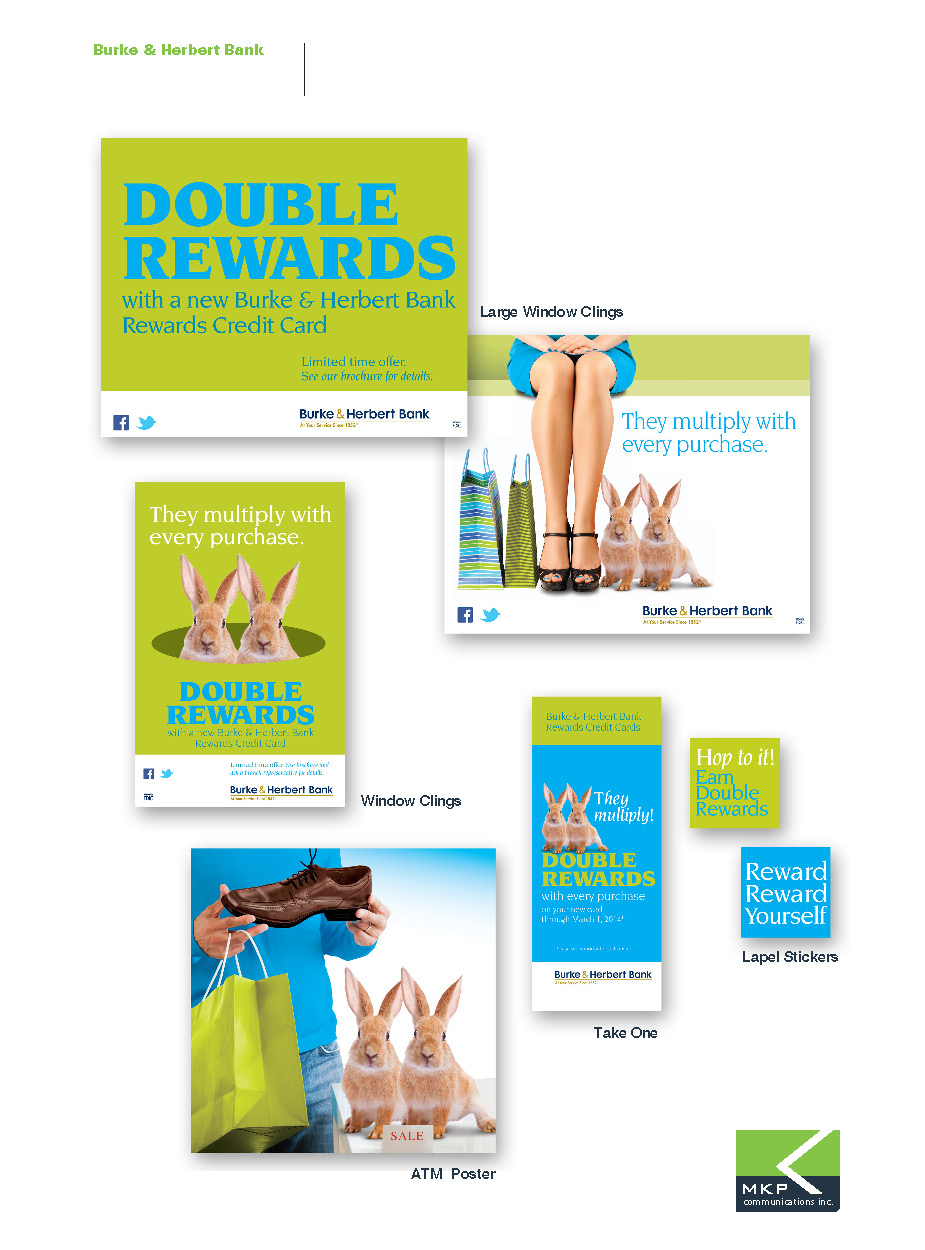 Burke & Herbert Bank
DOUBLE
REWARDS
with a new Burke & Herbert Bank
Rewards Credit Card
Limited time offer.
See our brochure for details.
Burke & Herbert Bank
At Your Service Since 1852®
Large Window Clings
They multiply with
every purchase.
Burke & Herbert Bank
At Your Service Since 1852®
They multiply with
every purchase.
DOUBLE
REWARDS
with a new Burke & Herbert Bank
Rewards Credit Card
Limited time offer. See brochure and
ask a branch representative for details.
Burke & Herbert Bank
At Your Service Since 1852®
Window Clings
Burke & Herbert Bank
Rewards Credit Cards
They
multiply!
DOUBLE
REWARDS
with every purchase
on your new card
through March 1, 2014!
Burke & Herbert Bank
At Your Service Since 1852®
Take One
Hop to it!
Earn
Double
Rewards
Reward
Reward
Yourself
Lapel Stickers
SALE
ATM Poster
MKP
communications inc.